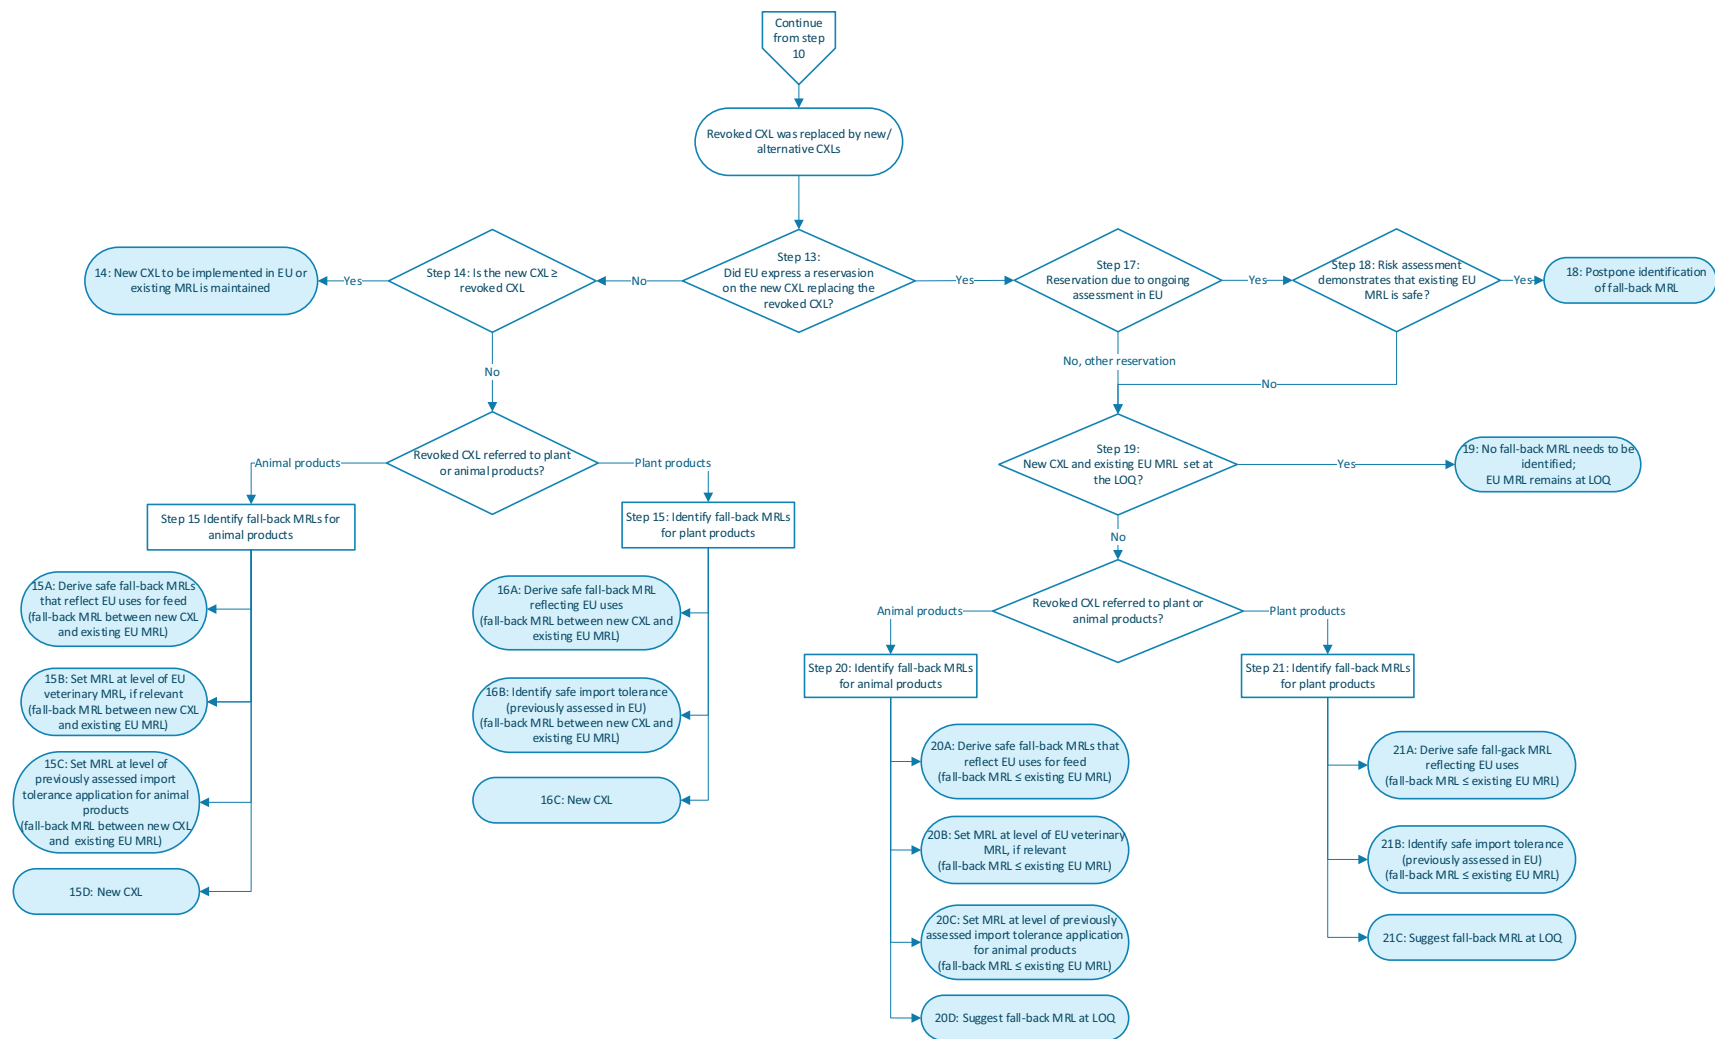 Continue
from step
10
Revoked CXL was replaced by new/
alternative CXLs
Step 13:
Did EU express a reservasion
on the new CXL replacing the
revoked CXL?
No
Yes
Step 14: Is the new CXL ≥
revoked CXL
Yes
14: New CXL to be implemented in EU or
existing MRL is maintained
No
Step 17:
Reservation due to ongoing
assessment in EU
Yes
Step 18: Risk assessment
demonstrates that existing EU
MRL is safe?
Yes
18: Postpone identification
of fall-back MRL
No, other reservation
No
Revoked CXL referred to plant
or animal products?
Animal products
Plant products
Step 15 Identify fall-back MRLs for
animal products
15A: Derive safe fall-back MRLs
that reflect EU uses for feed
(fall-back MRL between new CXL
and existing EU MRL)
15B: Set MRL at level of EU
veterinary MRL, if relevant
(fall-back MRL between new CXL
and existing EU MRL)
15C: Set MRL at level of
previously assessed import
tolerance application for animal
products
(fall-back MRL between new CXL
and existing EU MRL)
15D: New CXL
Step 15: Identify fall-back MRLs
for plant products
16A: Derive safe fall-back MRL
reflecting EU uses
(fall-back MRL between new CXL and
existing EU MRL)
16B: Identify safe import tolerance
(previously assessed in EU)
(fall-back MRL between new CXL and
existing EU MRL)
16C: New CXL
Step 19:
New CXL and existing EU MRL set at
the LOQ?
Yes
19: No fall-back MRL needs to be
identified;
EU MRL remains at LOQ
No
Revoked CXL referred to plant or
animal products?
Animal products
Plant products
Step 20: Identify fall-back MRLs
for animal products
20A: Derive safe fall-back MRLs that
reflect EU uses for feed
(fall-back MRL ≤ existing EU MRL)
20B: Set MRL at level of EU veterinary
MRL, if relevant
(fall-back MRL ≤ existing EU MRL)
20C: Set MRL at level of previously
assessed import tolerance application
for animal products
(fall-back MRL ≤ existing EU MRL)
20D: Suggest fall-back MRL at LOQ
Step 21: Identify fall-back MRLs
for plant products
21A: Derive safe fall-gack MRL
reflecting EU uses
(fall-back MRL ≤ existing EU MRL)
21B: Identify safe import tolerance
(previously assessed in EU)
(fall-back MRL ≤ existing EU MRL)
21C: Suggest fall-back MRL at LOQ